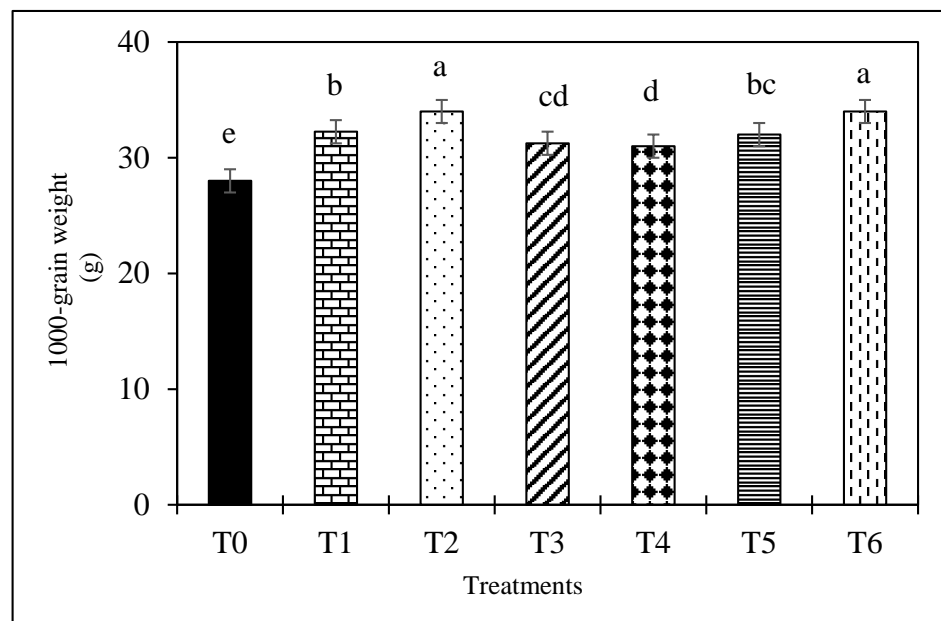 40
30
20
10
0
1000-grain weight
(g)
e
b
a
cd
d
bc
a
T0
T1
T2
T3
T4
T5
T6
Treatments